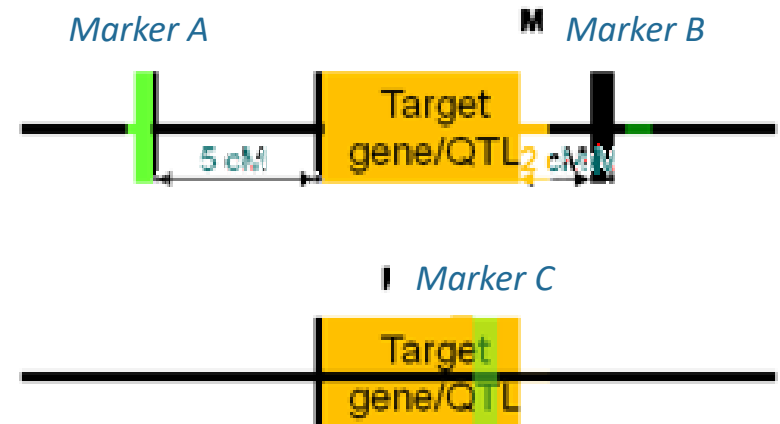 Marker A
M Marker B
Target
gene/QTL
5 cM
2 cM
Marker C
Target
gene/QTL